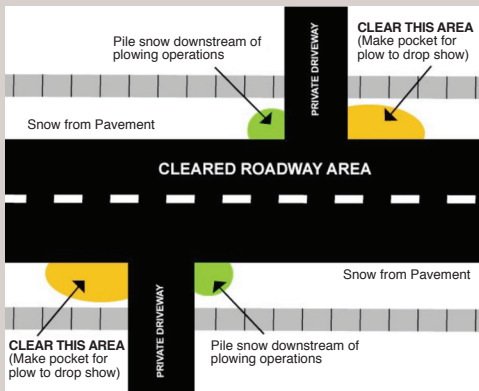 Pile snow downstream of
plowing operations
CLEAR THIS AREA
(Make pocket for
plow to drop show)
PRIVATE DRIVEWAY
Snow from Pavement
CLEARED ROADWAY AREA
Snow from Pavement
PRIVATE DRIVEWAY
CLEAR THIS AREA
(Make pocket for
plow to drop show)
Pile snow downstream of
plowing operations